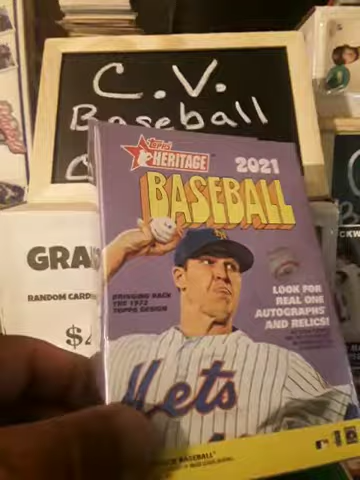 C.V.
Baseball
TOPPS
HERITAGE
2021
BASEBALL
GRA
RANDOM CARD
$
BRINGING BACK
THE 1972
TOPPS DESIGN
LOOK FOR
REAL ONE
AUTOGRAPHS
AND RELICS!
Mets
BASEBALL